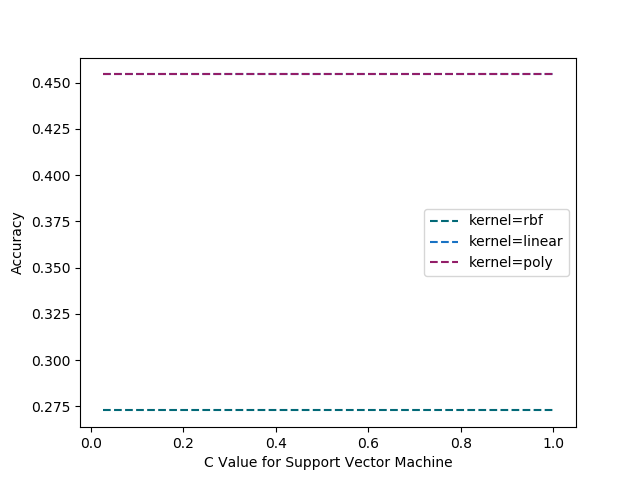 0.450
0.425
0.400
0.375
0.350
0.325
0.300
0.275
Accuracy
kernel=rbf
kernel=linear
kernel=poly
0.0 0.2 0.4 0.6 0.8 1.0
C Value for Support Vector Machine